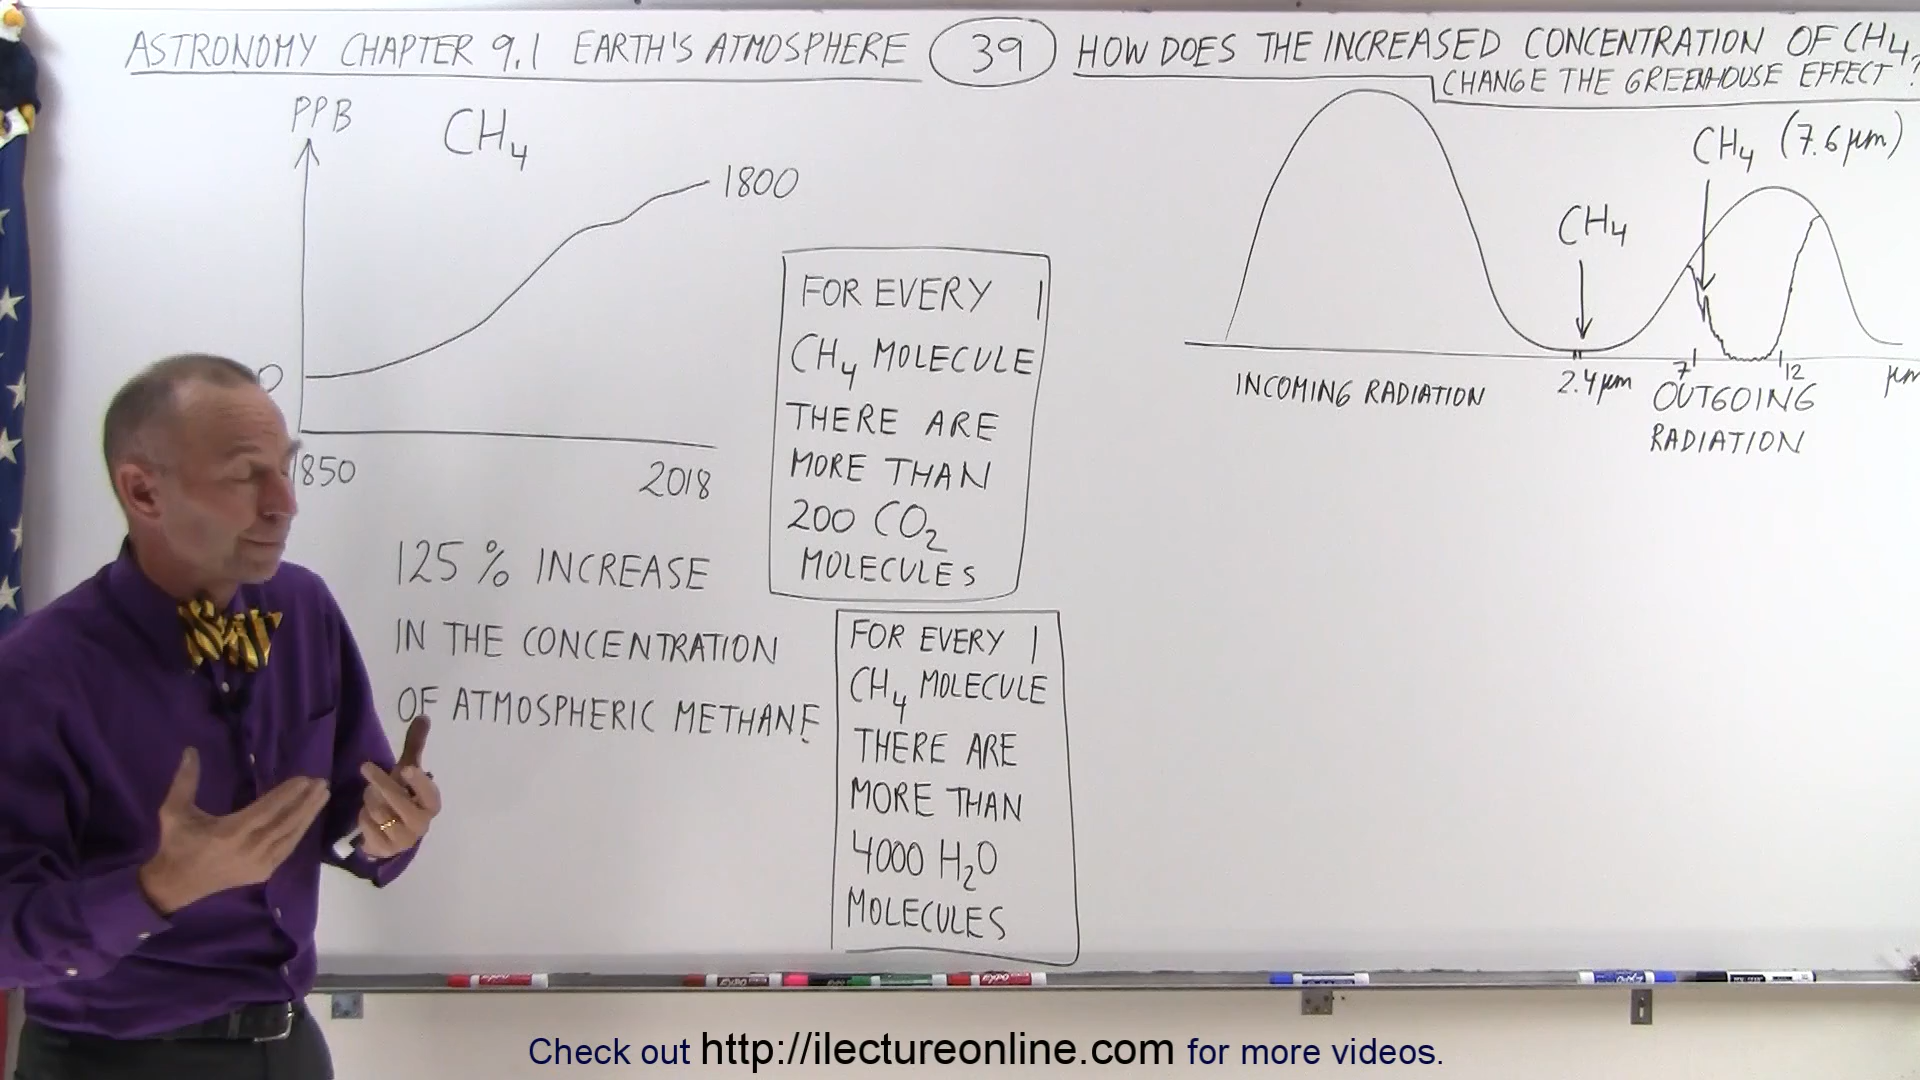 ASTRONOMY CHAPTER 9.1 EARTH'S ATMOSPHERE 39 HOW DOES THE INCREASED CONCENTRATION OF CH4,
CHANGE THE GREENHOUSE EFFECT?
PPB
CH4
1800
0
1850
2018
125% INCREASE
IN THE CONCENTRATION
OF ATMOSPHERIC METHANE
FOR EVERY 1
CH4 MOLECULE
THERE ARE
MORE THAN
200 CO2
MOLECULES
FOR EVERY 1
CH4 MOLECULE
THERE ARE
MORE THAN
4000 H2O
MOLECULES
CH4 (7.6 μm)
CH4
INCOMING RADIATION
2.4 μm
7
12
μm
OUTGOING
RADIATION
EXPO
EXPO
Check out http://ilectureonline.com for more videos.